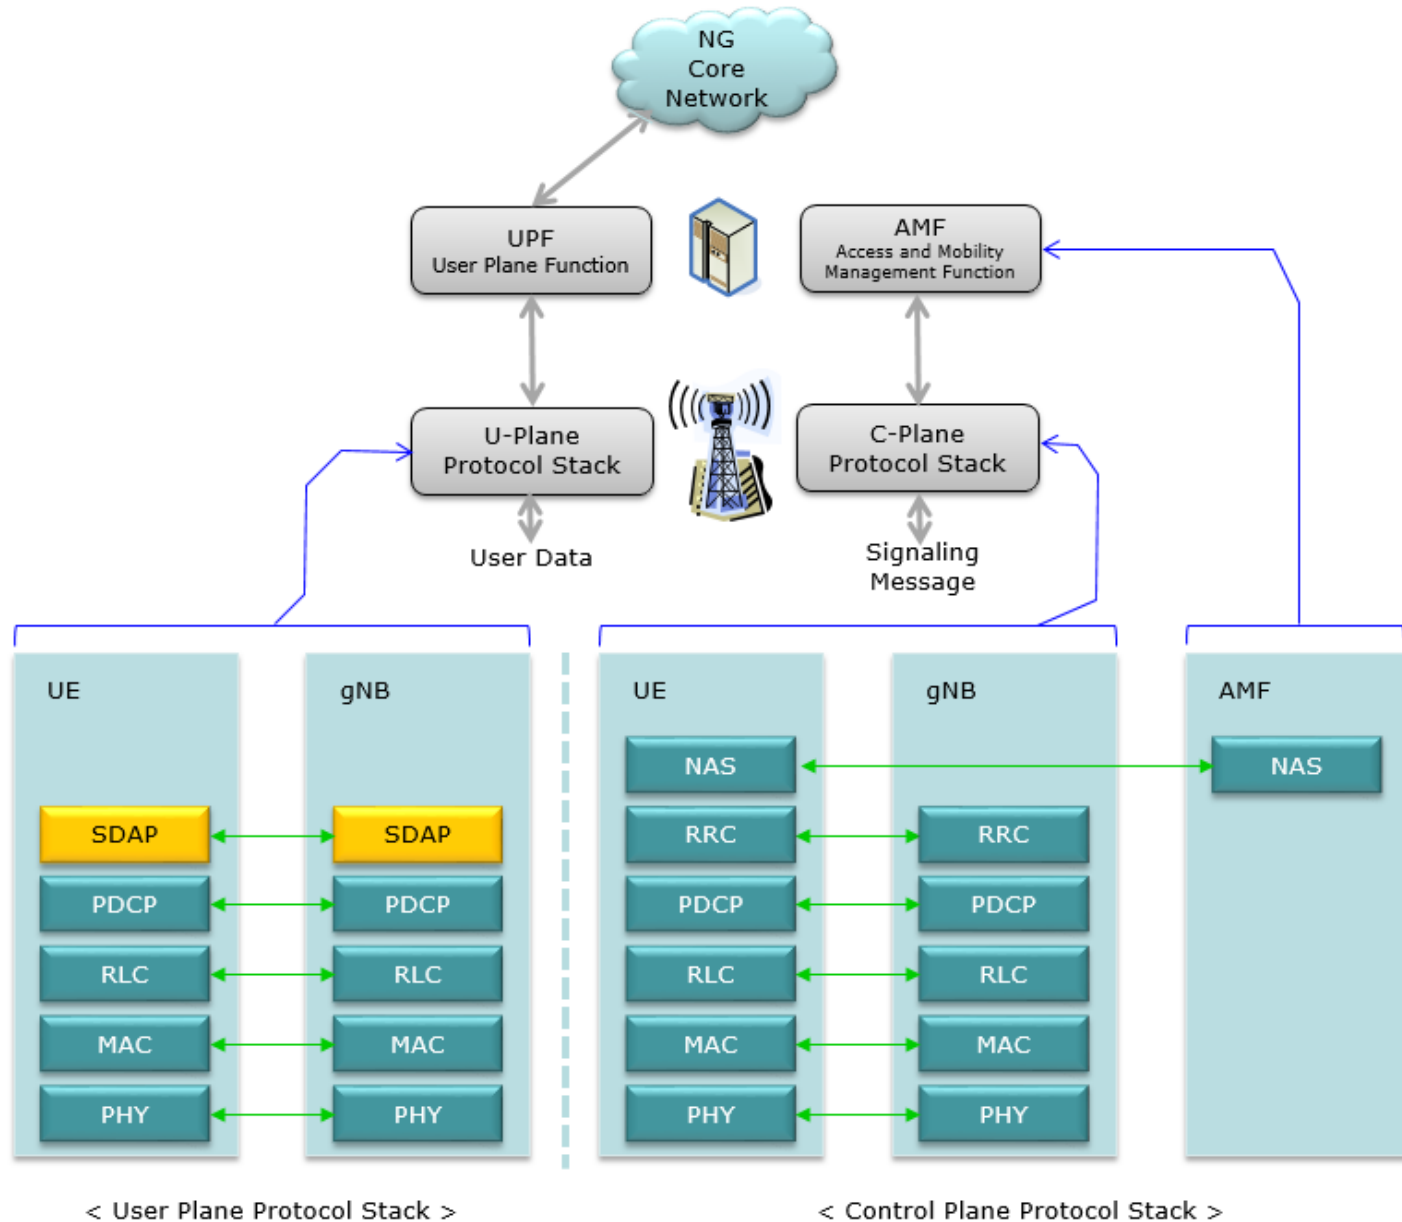 NG
Core
Network
UPF
User Plane Function
AMF
Access and Mobility
Management Function
U-Plane
Protocol Stack
C-Plane
Protocol Stack
User Data
Signaling
Message
UE
gNB
SDAP
SDAP
PDCP
PDCP
RLC
RLC
MAC
MAC
PHY
PHY
< User Plane Protocol Stack >
UE
gNB
AMF
NAS
NAS
RRC
RRC
PDCP
PDCP
RLC
RLC
MAC
MAC
PHY
PHY
< Control Plane Protocol Stack >